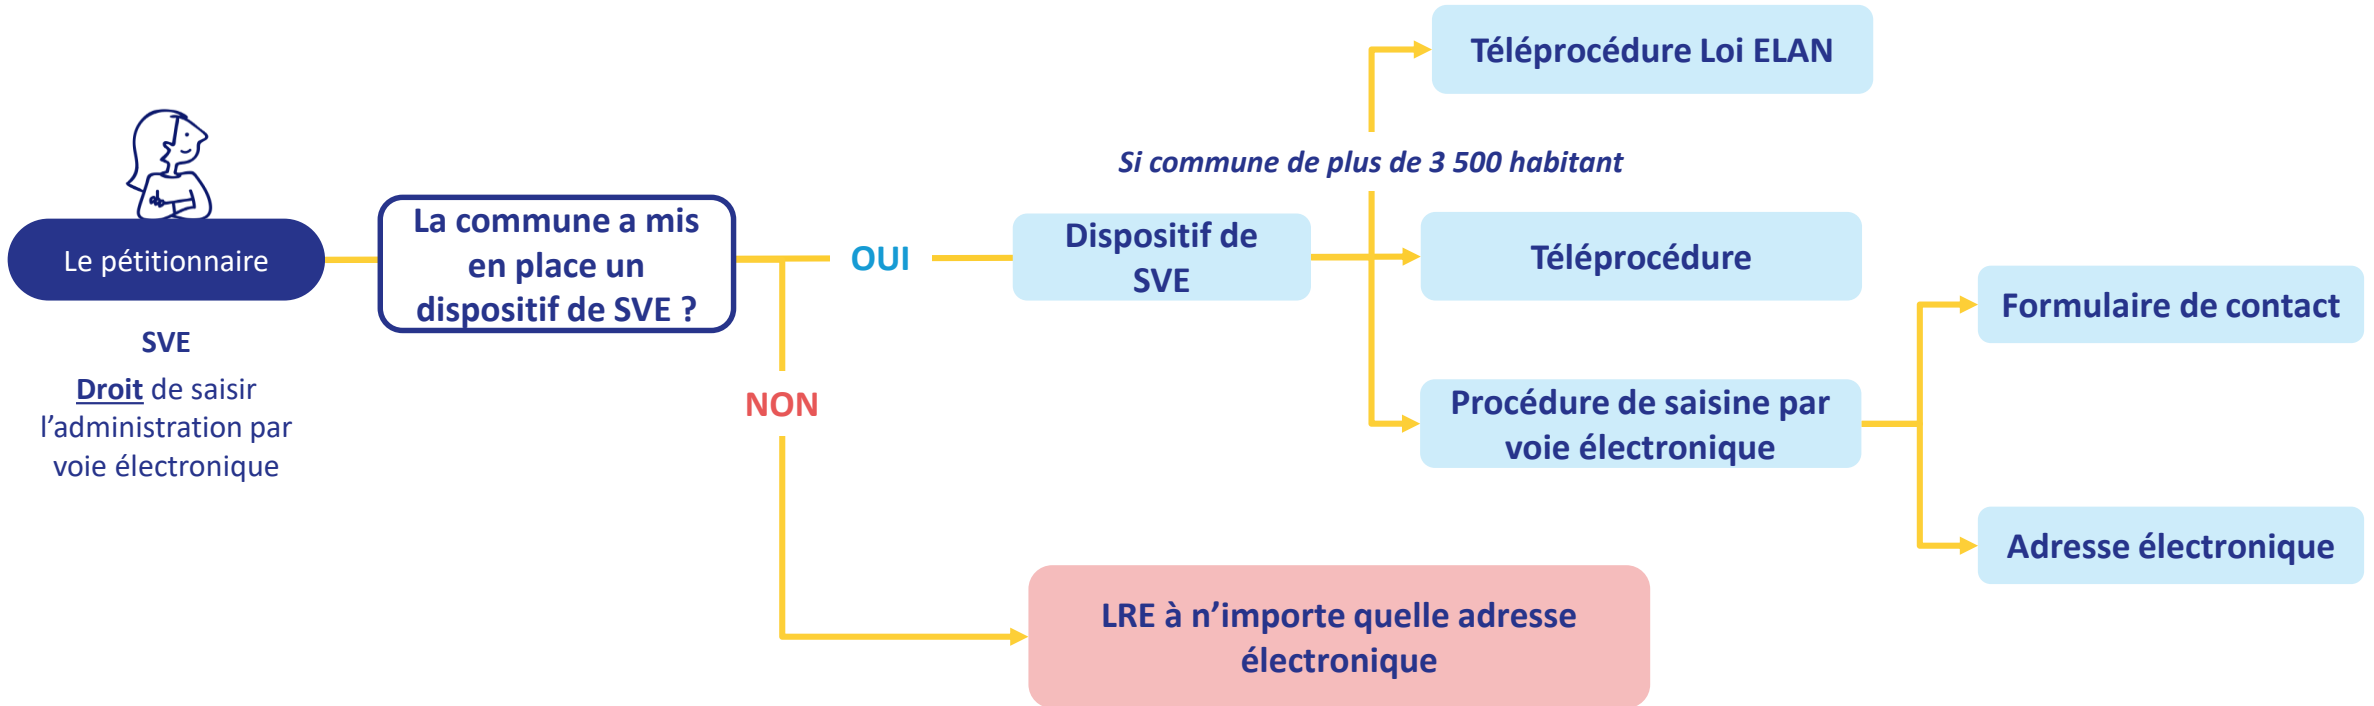 Le pétitionnaire
SVE
Droit de saisir
l’administration par
voie électronique
La commune a mis
en place un
dispositif de SVE ?
OUI
NON
Dispositif de
SVE
Si commune de plus de 3 500 habitant
Téléprocédure Loi ELAN
Téléprocédure
Procédure de saisine par
voie électronique
Formulaire de contact
Adresse électronique
LRE à n’importe quelle adresse
électronique